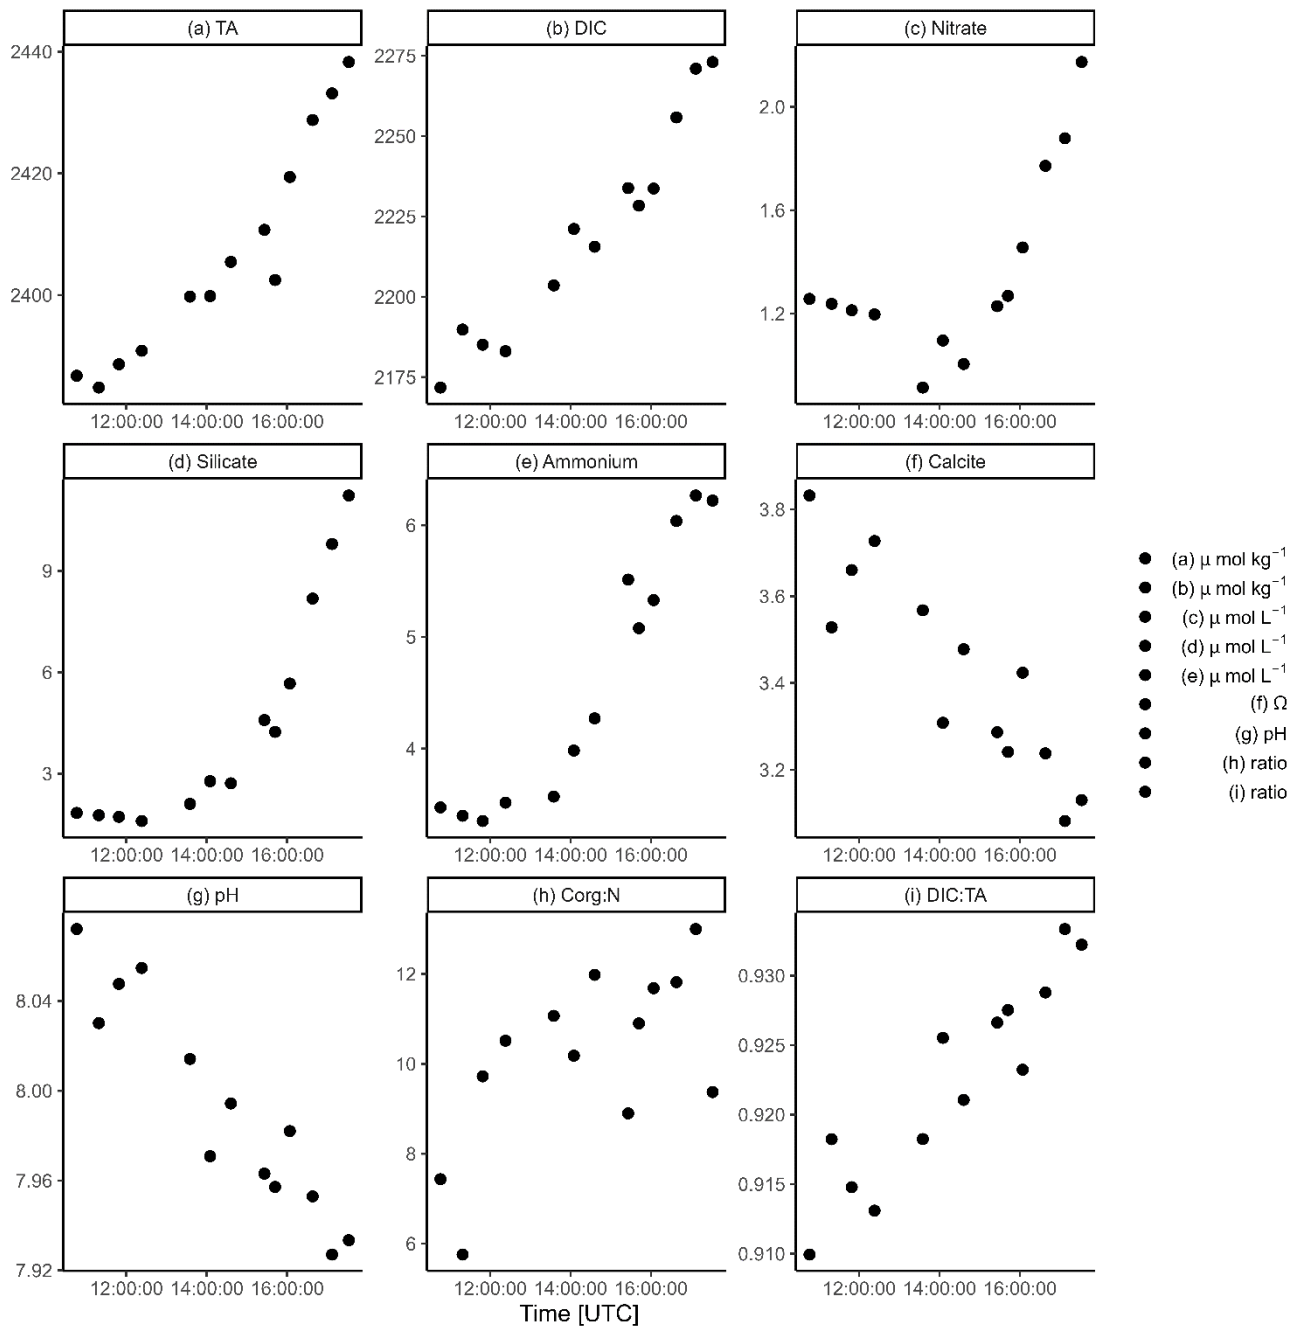 (a) TA
(b) DIC
(c) Nitrate
2440
2420
2400
12:00:00 14:00:00 16:00:00
2275
2250
2225
2200
2175
12:00:00 14:00:00 16:00:00
2.0
1.6
1.2
12:00:00 14:00:00 16:00:00
(d) Silicate
(e) Ammonium
(f) Calcite
9
6
3
12:00:00 14:00:00 16:00:00
6
5
4
12:00:00 14:00:00 16:00:00
3.8
3.6
3.4
3.2
12:00:00 14:00:00 16:00:00
(a) μ mol kg⁻¹
(b) μ mol kg⁻¹
(c) μ mol L⁻¹
(d) μ mol L⁻¹
(e) μ mol L⁻¹
(f) Ω
(g) pH
(h) ratio
(i) ratio
(g) pH
(h) Corg:N
(i) DIC:TA
8.04
8.00
7.96
7.92
12:00:00 14:00:00 16:00:00
12
10
8
6
12:00:00 14:00:00 16:00:00
0.930
0.925
0.920
0.915
0.910
12:00:00 14:00:00 16:00:00
Time [UTC]